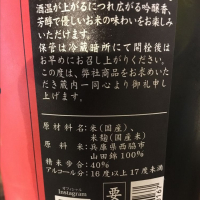 酒温が上がるにつれ広がる吟醸香、
芳醇で優しいお米の味わいをお楽しみ
いただけます。
保管は冷蔵暗所にて開栓後は
お早めにお召し上がりください。
この度は、弊社商品をお求めいた
だき蔵内一同心より御礼申し
上げます。
原材料名：米（国産）、
米麹（国産米）
原料米：兵庫県西脇市
山田錦100％
精米歩合：40％
アルコール分：16度以上17度未満
Instagram
要